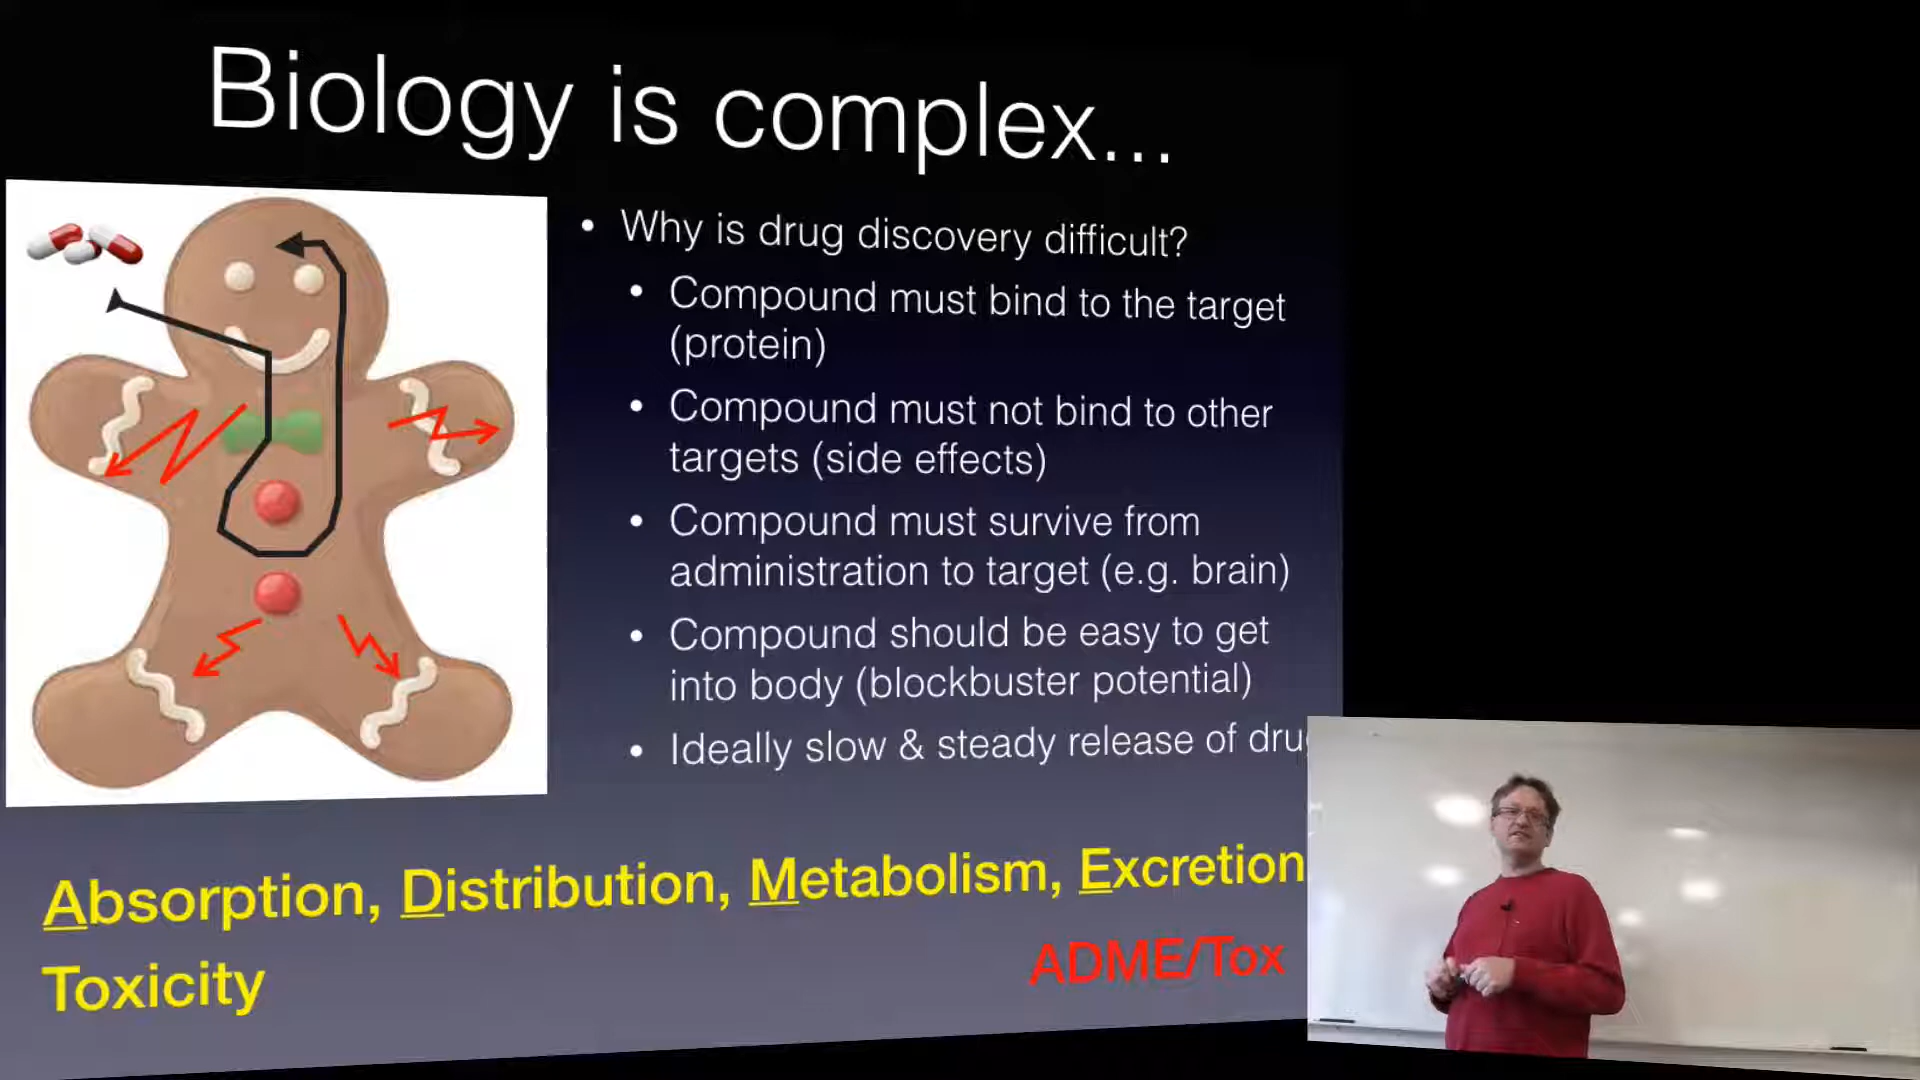 Biology is complex...
• Why is drug discovery difficult?
• Compound must bind to the target
(protein)
• Compound must not bind to other
targets (side effects)
• Compound must survive from
administration to target (e.g. brain)
• Compound should be easy to get
into body (blockbuster potential)
• Ideally slow & steady release of
Absorption, Distribution, Metabolism, Excretion
Toxicity
ADME/Tox